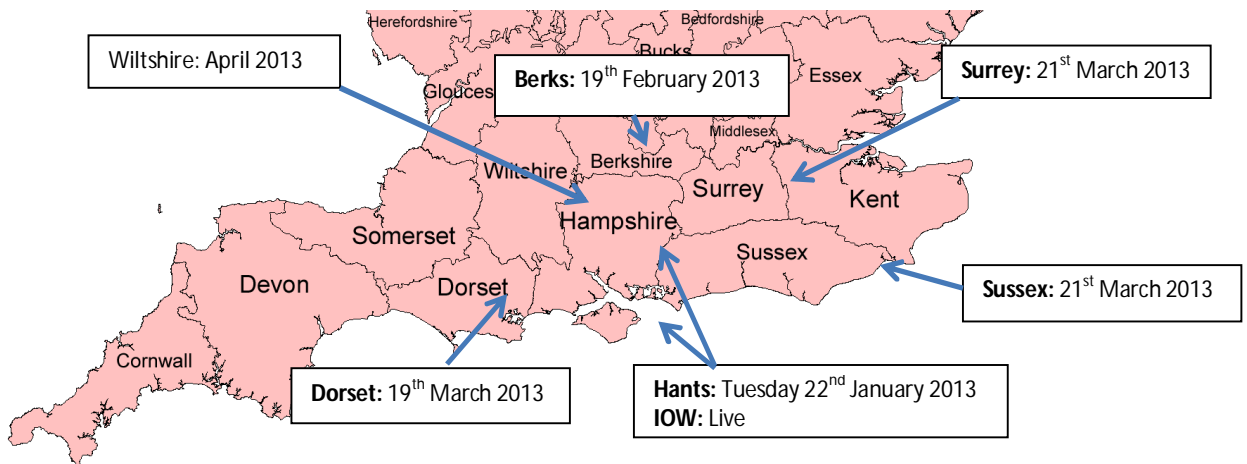 Herefordshire
Bedfordshire
Wiltshire: April 2013
Bucks
Berks: 19th February 2013
Essex
Surrey: 21st March 2013
Glouces
Middlesex
Berkshire
Wiltshire
Surrey
Kent
Hampshire
Somerset
Sussex
Devon
Dorset
Sussex: 21st March 2013
Cornwall
Dorset: 19th March 2013
Hants: Tuesday 22nd January 2013
IOW: Live